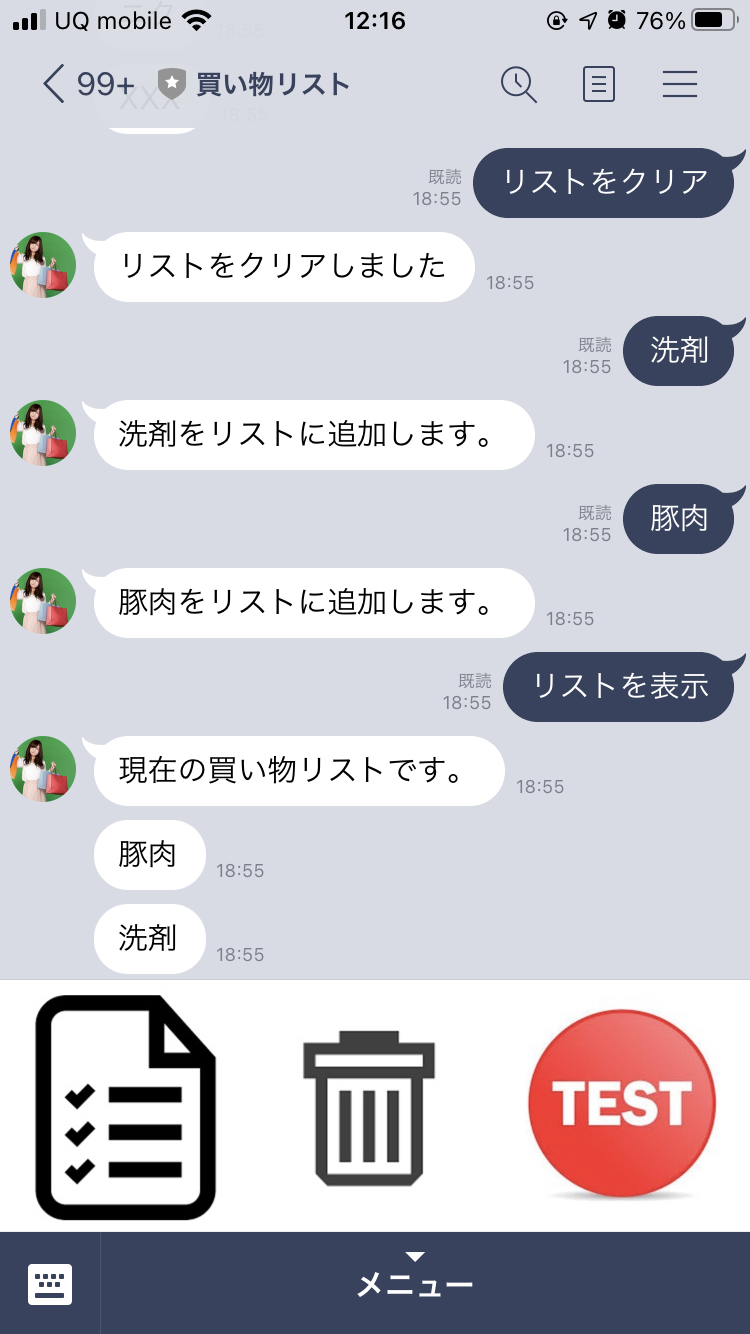 UQ mobile 12:16 76%
99+ 買い物リスト
リストをクリア
既読
18:55
リストをクリアしました
18:55
洗剤
既読
18:55
洗剤をリストに追加します。
18:55
豚肉
既読
18:55
豚肉をリストに追加します。
18:55
リストを表示
既読
18:55
現在の買い物リストです。
18:55
豚肉
18:55
洗剤
18:55
TEST
メニュー